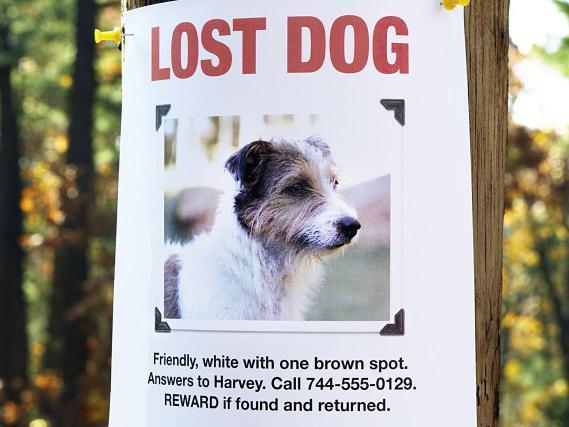 LOST DOG
Friendly, white with one brown spot.
Answers to Harvey. Call 744-555-0129.
REWARD if found and returned.